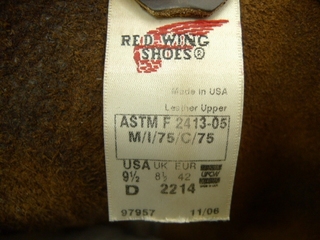 RED WING
SHOES®
Made in USA
Leather Upper
ASTM F 2413-05
M/I/75/C/75
USA UK EUR
9½ 8½ 42
D 2214
97957 11/06